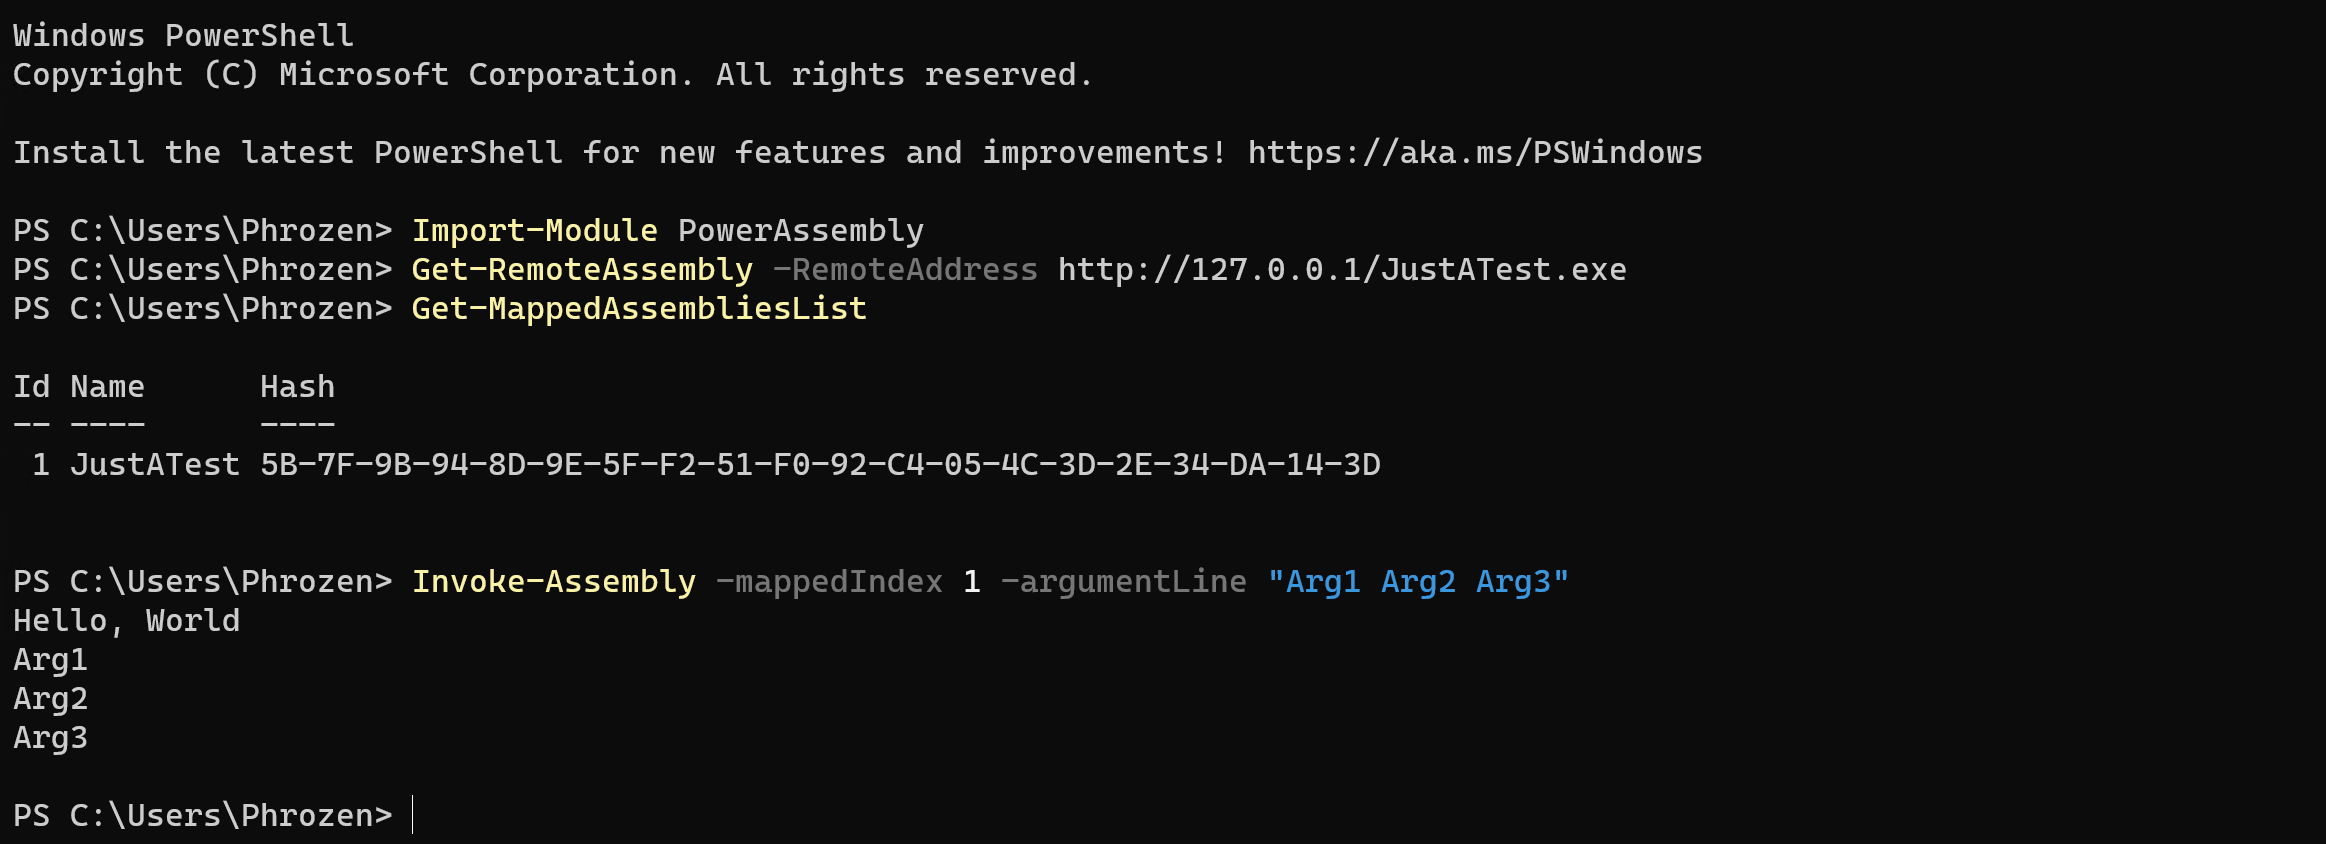 Windows PowerShell
Copyright (C) Microsoft Corporation. All rights reserved.
Install the latest PowerShell for new features and improvements! https://aka.ms/PSWindows
PS C:\Users\Phrozen> Import-Module PowerAssembly
PS C:\Users\Phrozen> Get-RemoteAssembly -RemoteAddress http://127.0.0.1/JustATest.exe
PS C:\Users\Phrozen> Get-MappedAssembliesList
Id Name      Hash
-- ----      ----
 1 JustATest 5B-7F-9B-94-8D-9E-5F-F2-51-F0-92-C4-05-4C-3D-2E-34-DA-14-3D
PS C:\Users\Phrozen> Invoke-Assembly -mappedIndex 1 -argumentLine "Arg1 Arg2 Arg3"
Hello, World
Arg1
Arg2
Arg3
PS C:\Users\Phrozen>